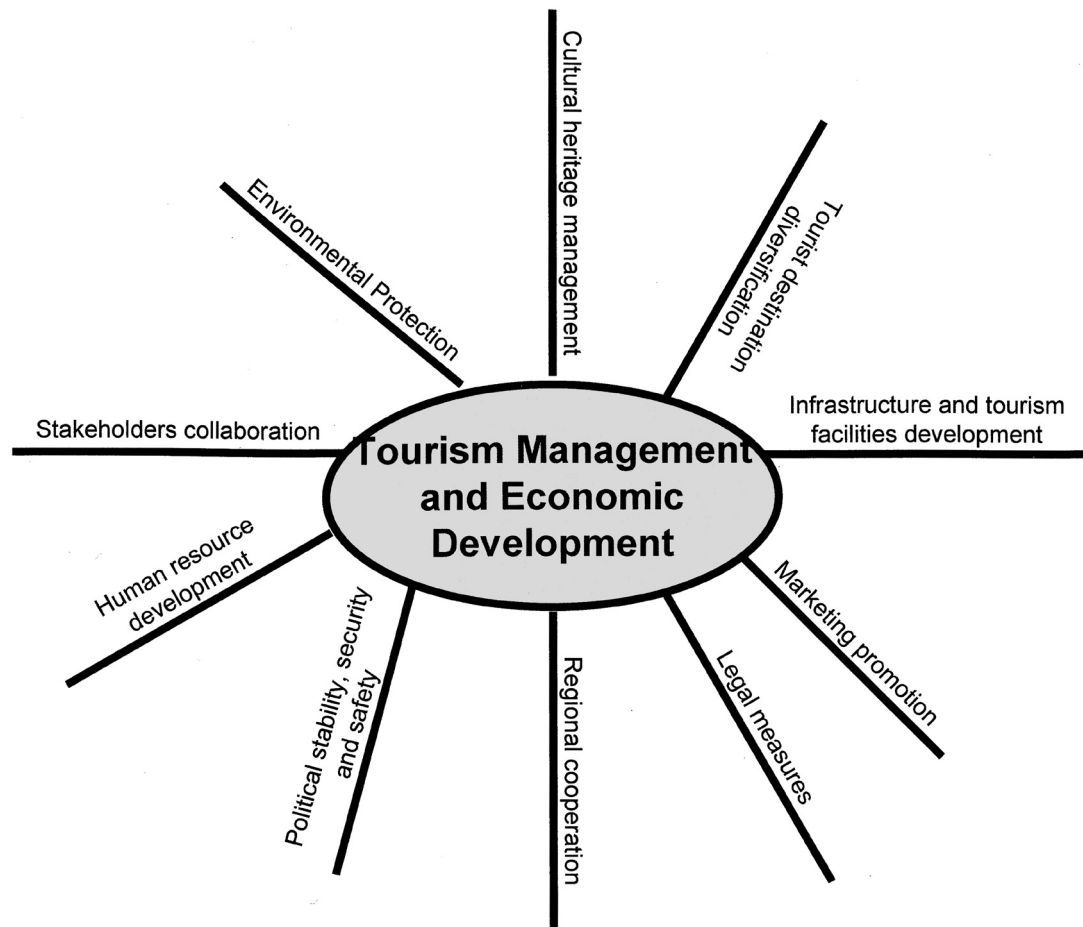 Cultural heritage management
Tourist destination
diversification
Environmental Protection
Infrastructure and tourism
facilities development
Stakeholders collaboration
Tourism Management
and Economic
Development
Human resource
development
Marketing promotion
Political stability, security
and safety
Legal measures
Regional cooperation